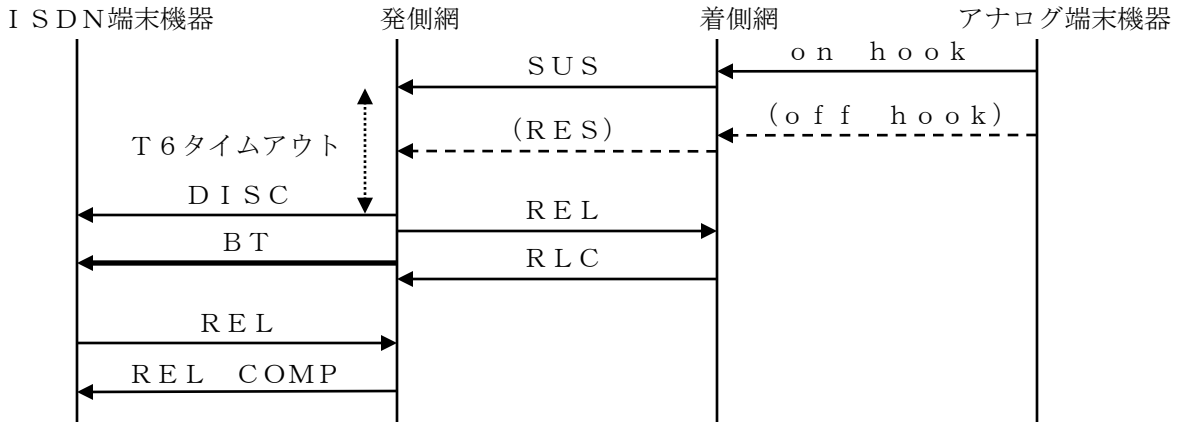 ISDN端末機器 発側網 着側網 アナログ端末機器
on hook
SUS
(off hook)
(RES)
T6タイムアウト
DISC
REL
BT
RLC
REL
REL COMP